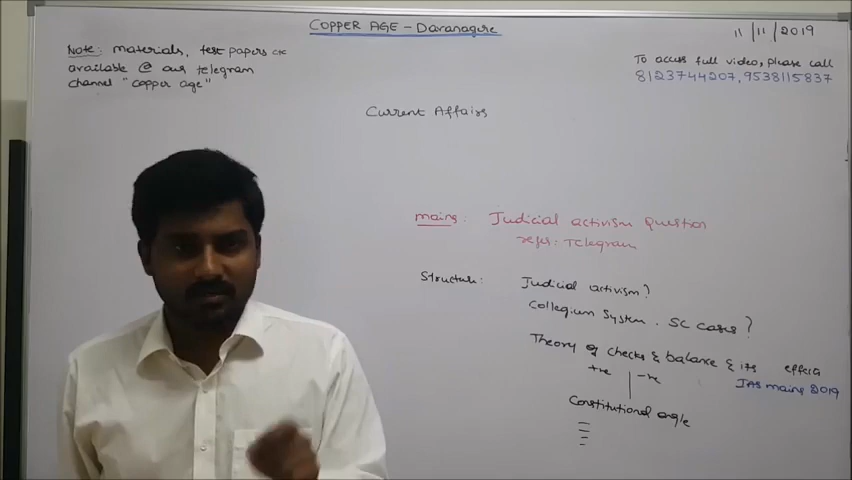 COPPER AGE - Davanagere
11/11/2019
Note: materials, test papers etc
available @ our telegram
channel "copper age"
To access full video, please call
8123744207, 9538115837
Current Affairs
mains: Judicial activism Question
refer: Telegram
Structure: Judicial activism?
Collegium System. SC cases?
Theory of checks & balance & its effects
+ve | -ve
IAS mains 2019
Constitutional angle